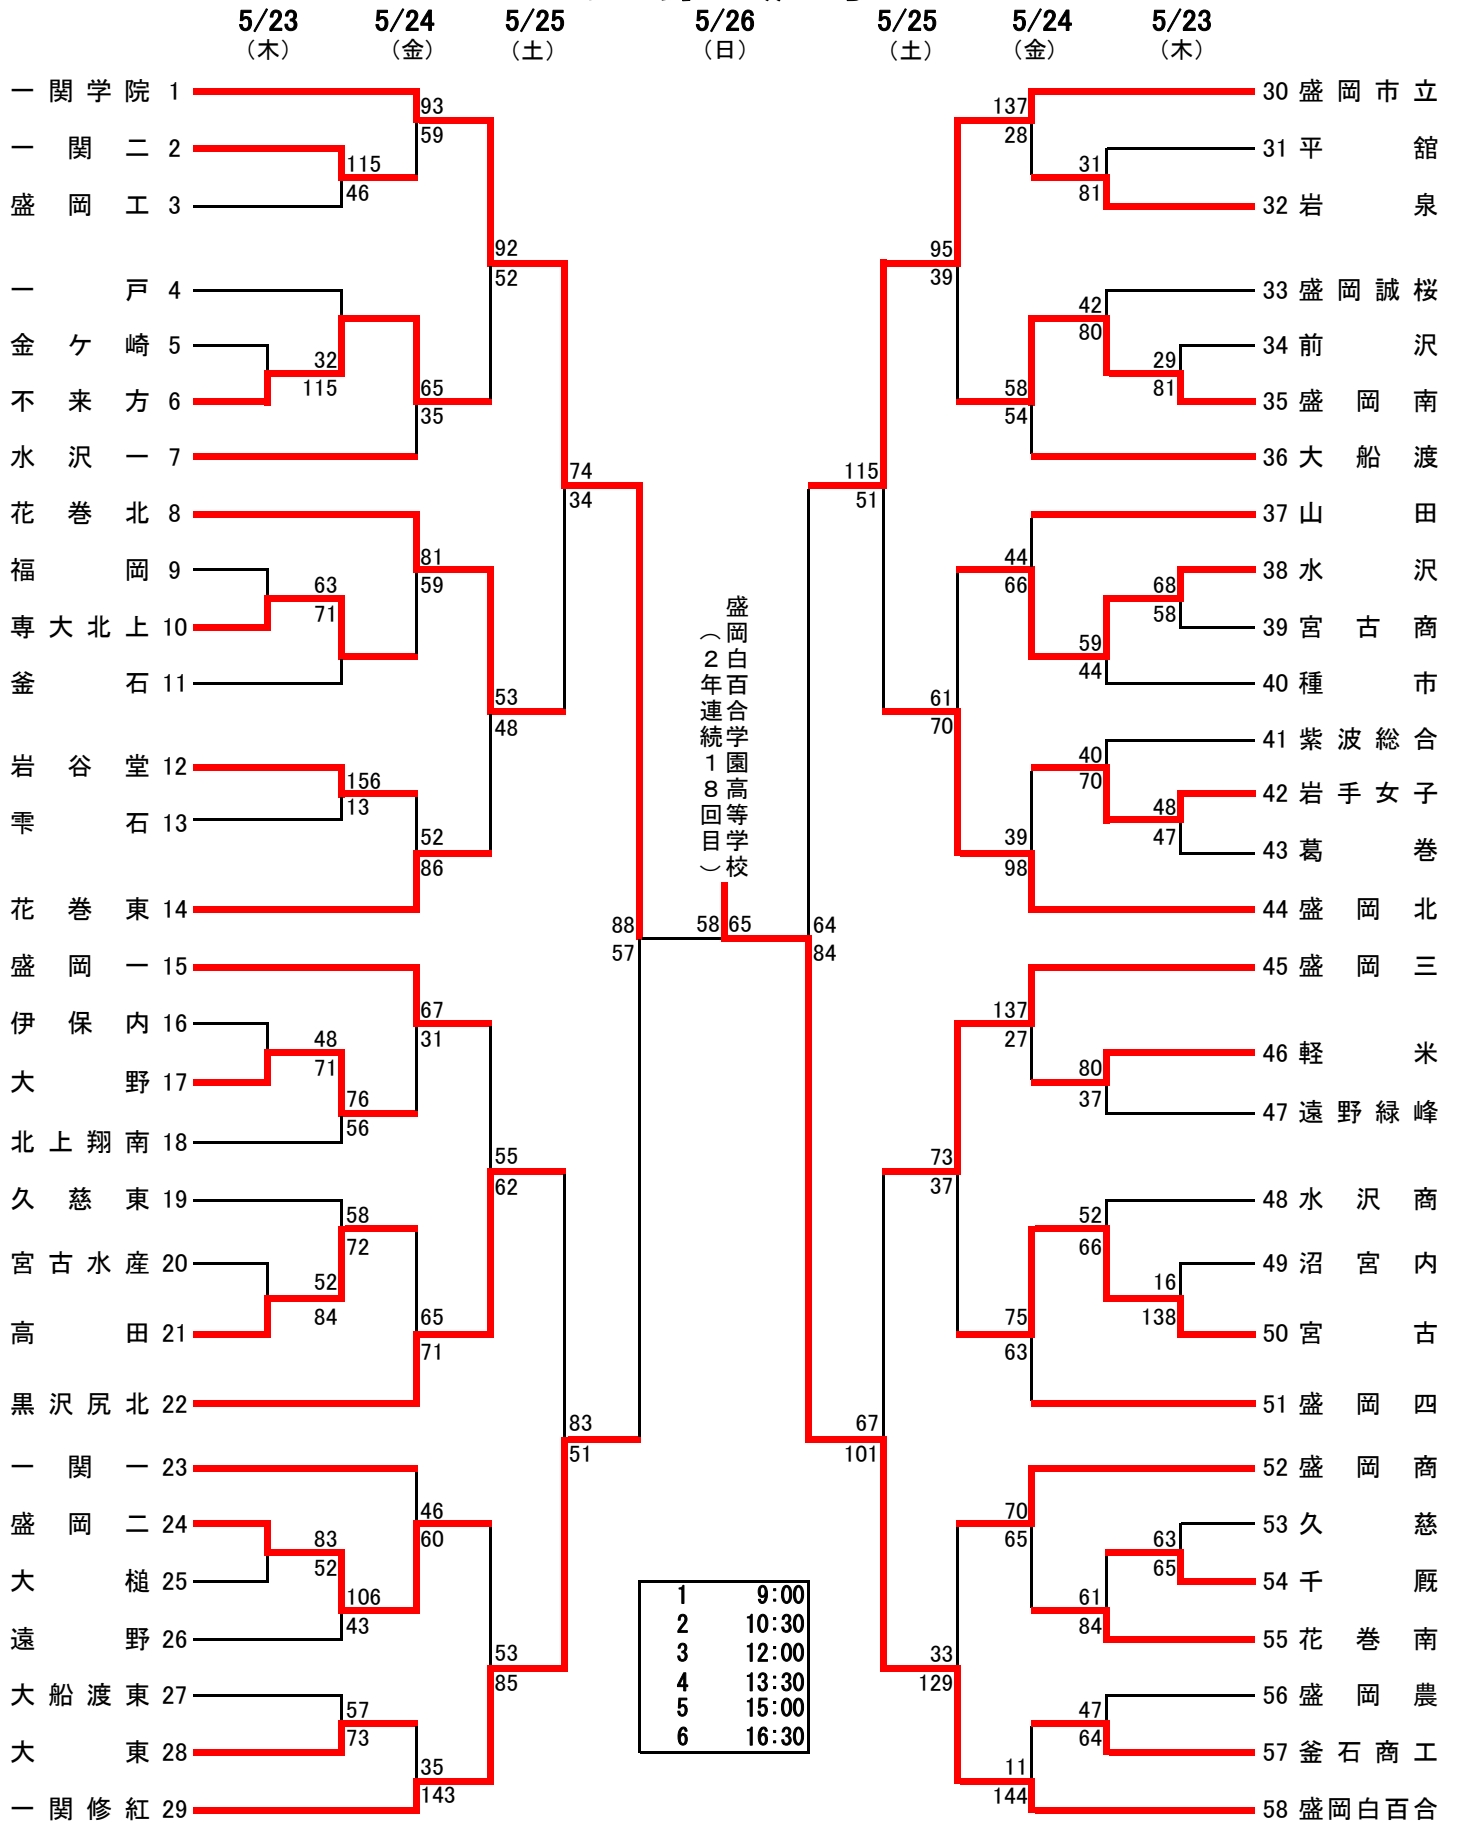 5/23 5/24 5/25 5/26 5/25 5/24 5/23
（木） （金） （土） （日） （土） （金） （木）
一関学院 1
一関二 2
盛岡工 3
一戸 4
金ケ崎 5
不来方 6
水沢一 7
花巻北 8
福岡 9
専大北上 10
釜石 11
岩谷堂 12
雫石 13
花巻東 14
盛岡一 15
伊保内 16
大野 17
北上翔南 18
久慈東 19
宮古水産 20
高田 21
黒沢尻北 22
一関一 23
盛岡二 24
大槌 25
遠野 26
大船渡東 27
大東 28
一関修紅 29
115
46
32
115
63
71
156
13
48
71
76
56
58
72
52
84
83
52
106
43
57
73
93
59
65
35
81
59
52
86
67
31
65
71
46
60
35
143
92
52
53
48
55
62
53
85
74
34
83
51
88
57
盛岡白百合学園高等学校
（２年連続１８回目）
58 65
64
84
115
51
67
101
95
39
61
70
73
37
33
129
137
28
58
54
44
66
39
98
137
27
75
63
70
65
11
144
31
81
42
80
29
81
68
58
59
44
40
70
48
47
80
37
52
66
16
138
63
65
61
84
47
64
30 盛岡市立
31 平舘
32 岩泉
33 盛岡誠桜
34 前沢
35 盛岡南
36 大船渡
37 山田
38 水沢
39 宮古商
40 種市
41 紫波総合
42 岩手女子
43 葛巻
44 盛岡北
45 盛岡三
46 軽米
47 遠野緑峰
48 水沢商
49 沼宮内
50 宮古
51 盛岡四
52 盛岡商
53 久慈
54 千厩
55 花巻南
56 盛岡農
57 釜石商工
58 盛岡白百合
1 9:00
2 10:30
3 12:00
4 13:30
5 15:00
6 16:30